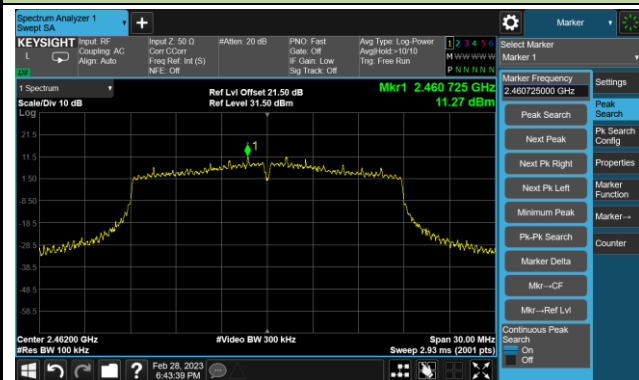 Spectrum Analyzer 1
Swept SA
Marker
KEYSIGHT
L
Input: RF
Coupling: AC
Align: Auto
Input Z: 50 Ω
Corr CCorr
Freq Ref: Int (S)
NFE: Off
#Atten: 20 dB
PNO: Fast
Gate: Off
IF Gain: Low
Sig Track: Off
Avg Type: Log-Power
Avg|Hold:>10/10
Trig: Free Run
1 2 3 4 5 6
M W W W W W
P N N N N N
Select Marker
Marker 1
1 Spectrum
Scale/Div 10 dB
Log
Ref Lvl Offset 21.50 dB
Ref Level 31.50 dBm
Mkr1 2.460 725 GHz
11.27 dBm
21.5
11.5
1.50
-8.50
-18.5
-28.5
-38.5
-48.5
-58.5
1
Center 2.46200 GHz
#Res BW 100 kHz
#Video BW 300 kHz
Span 30.00 MHz
Sweep 2.93 ms (2001 pts)
Marker Frequency
2.460725000 GHz
Peak Search
Next Peak
Next Pk Right
Next Pk Left
Minimum Peak
Pk-Pk Search
Marker Delta
Mkr→CF
Mkr→Ref Lvl
Continuous Peak
Search
On
Off
Settings
Peak
Search
Pk Search
Config
Properties
Marker
Function
Marker→
Counter
?
Feb 28, 2023
6:43:39 PM